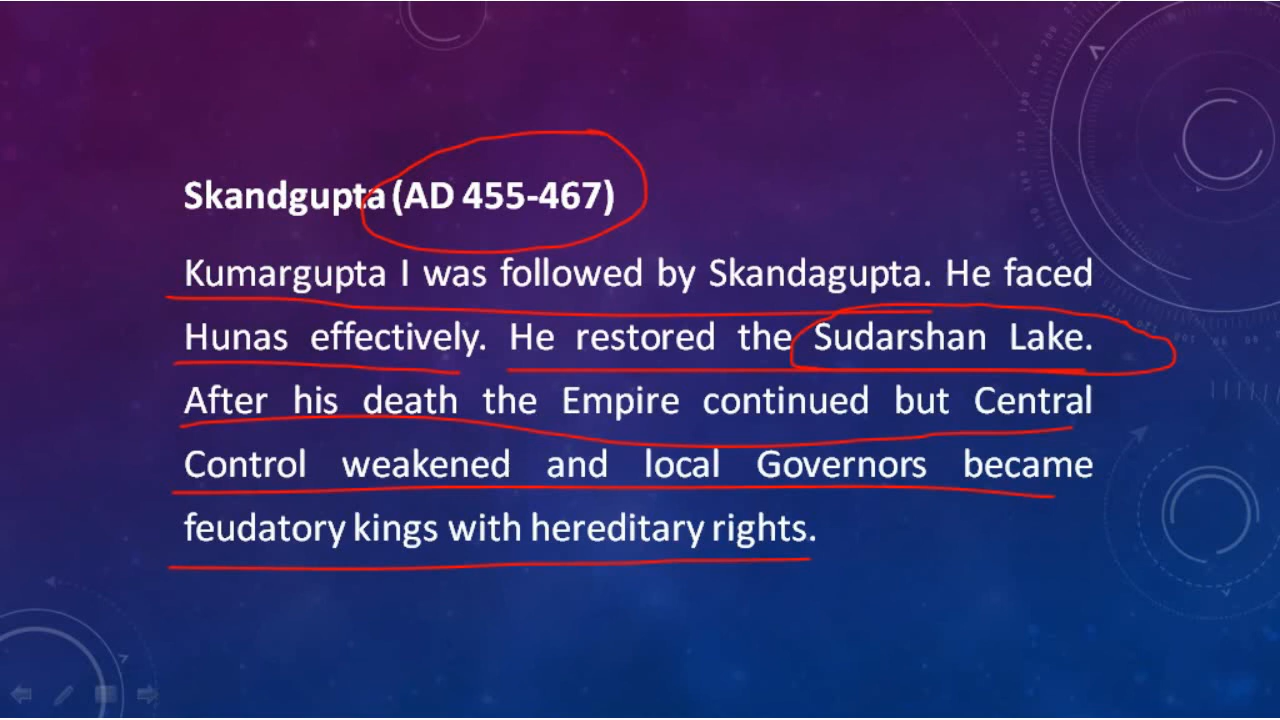 Skandgupta (AD 455-467)
Kumargupta I was followed by Skandagupta. He faced
Hunas effectively. He restored the Sudarshan Lake.
After his death the Empire continued but Central
Control weakened and local Governors became
feudatory kings with hereditary rights.